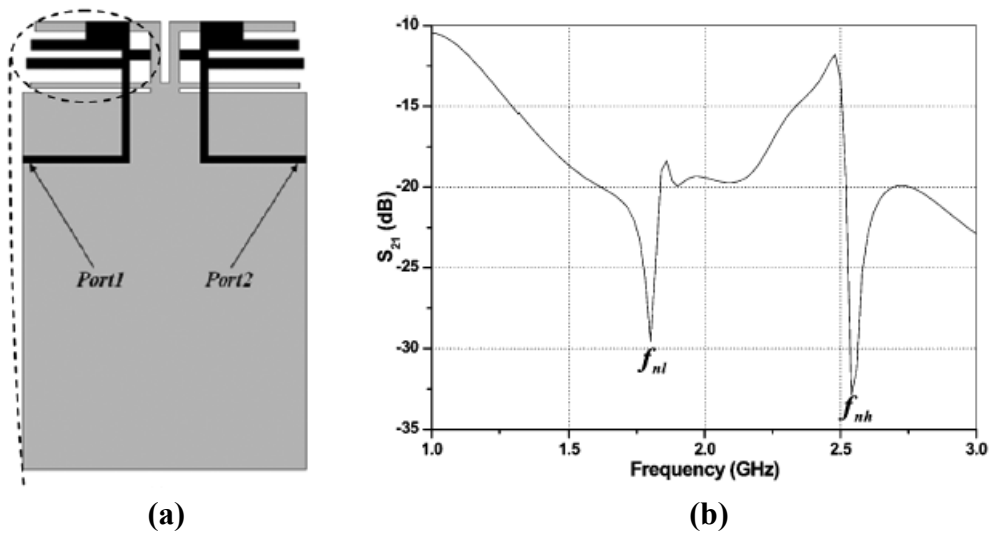 Port1
Port2
(a)
-10
-15
-20
-25
-30
-35
S21 (dB)
fnl
fnh
1.0 1.5 2.0 2.5 3.0
Frequency (GHz)
(b)